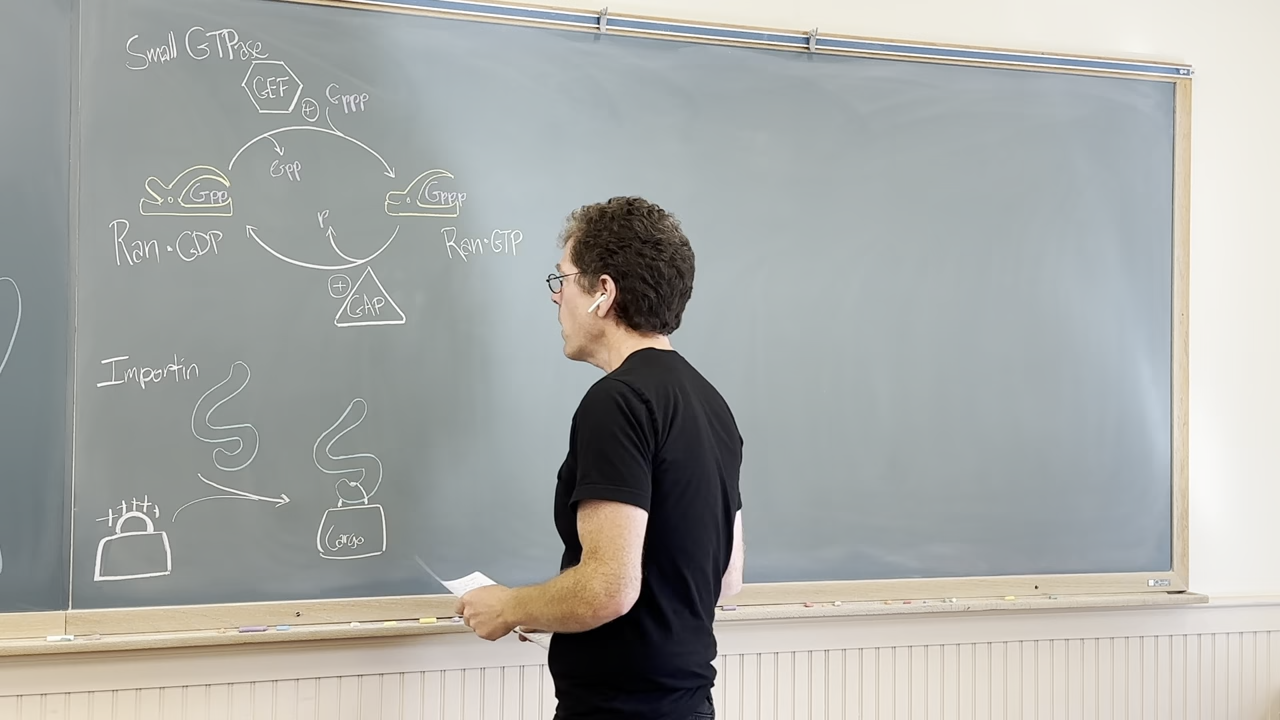 Small GTPase
GEF
+
Gppp
Gpp
Gpp
Gppp
P
Ran·GDP
Ran·GTP
+
GAP
Importin
++++
Cargo